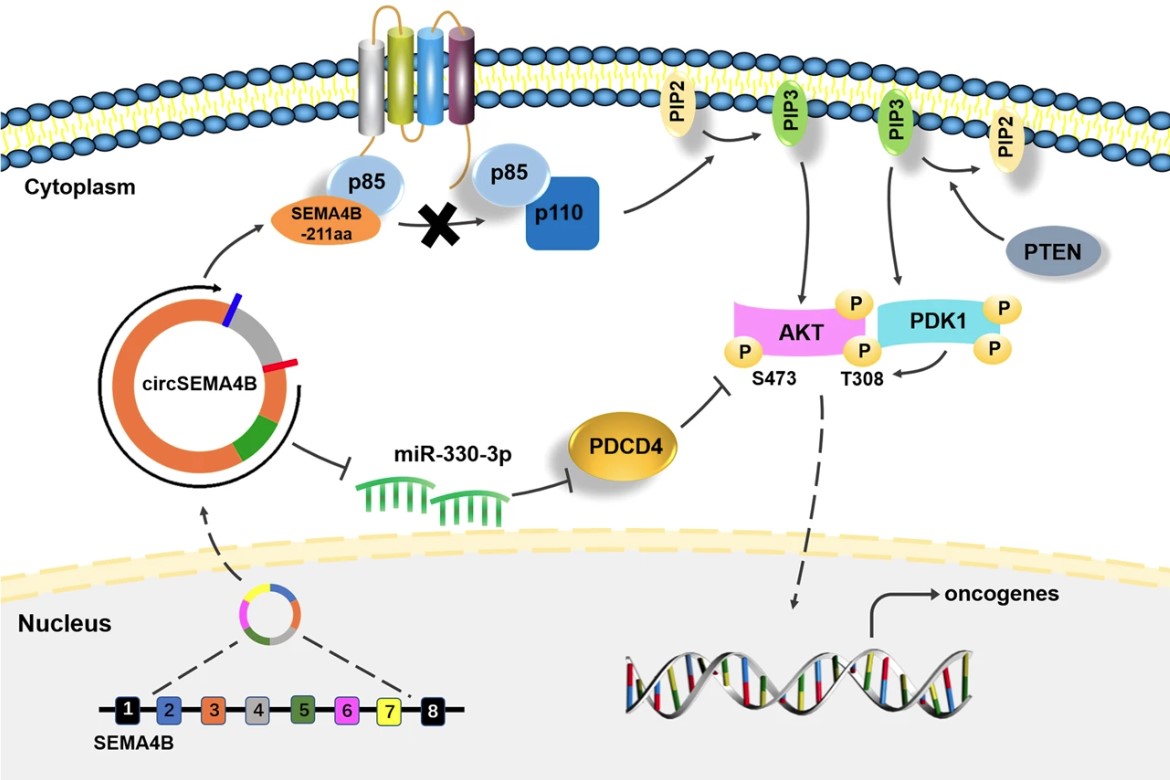 PIP2
PIP3
PIP3
PIP2
Cytoplasm
p85
p85
SEMA4B
-211aa
p110
PTEN
P
P
AKT
PDK1
P
P
P
S473
T308
circSEMA4B
PDCD4
miR-330-3p
oncogenes
Nucleus
1 2 3 4 5 6 7 8
SEMA4B